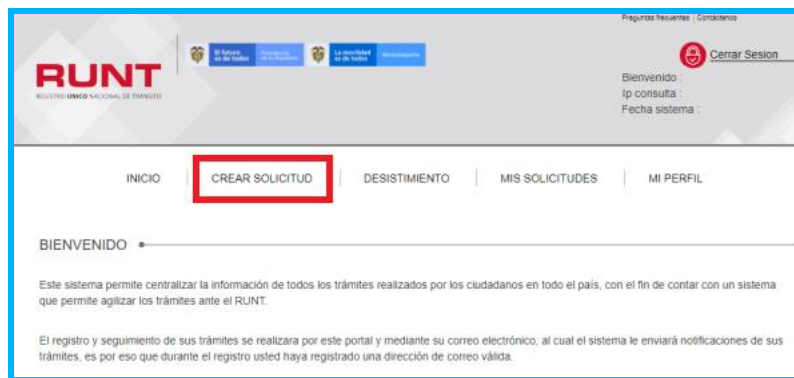 Preguntas frecuentes | Contáctenos
Cerrar Sesion
El futuro es de todos
La movilidad es de todos
Mintransporte
RUNT
REGISTRO ÚNICO NACIONAL DE TRÁNSITO
Bienvenido :
Ip consulta :
Fecha sistema :
INICIO | CREAR SOLICITUD | DESISTIMIENTO | MIS SOLICITUDES | MI PERFIL
BIENVENIDO
Este sistema permite centralizar la información de todos los trámites realizados por los ciudadanos en todo el país, con el fin de contar con un sistema
que permite agilizar los trámites ante el RUNT.
El registro y seguimiento de sus trámites se realizara por este portal y mediante su correo electrónico, al cual el sistema le enviará notificaciones de sus
trámites, es por eso que durante el registro usted haya registrado una dirección de correo válida.